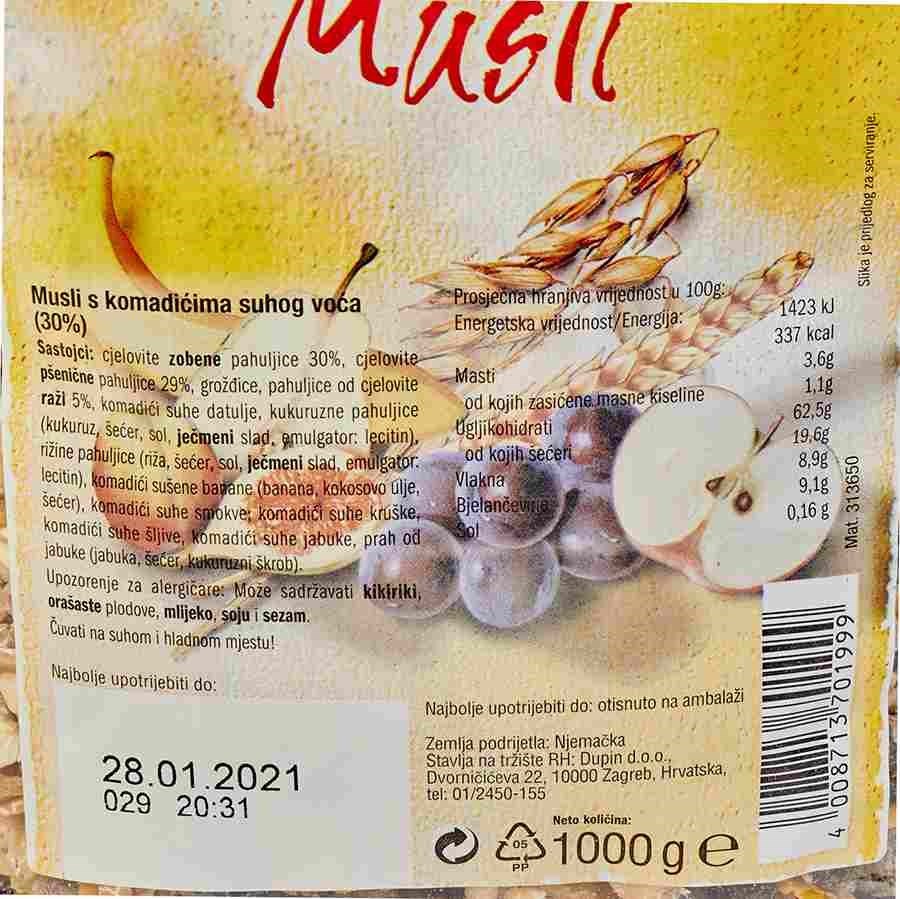 Musli
Musli s komadićima suhog voća
(30%)
Sastojci: cjelovite zobene pahuljice 30%, cjelovite
pšenične pahuljice 29%, grožđice, pahuljice od cjelovite
raži 5%, komadići suhe datulje, kukuruzne pahuljice
(kukuruz, šećer, sol, ječmeni slad, emulgator: lecitin),
rižine pahuljice (riža, šećer, sol, ječmeni slad, emulgator:
lecitin), komadići sušene banane (banana, kokosovo ulje,
šećer), komadići suhe smokve, komadići suhe kruške,
komadići suhe šljive, komadići suhe jabuke, prah od
jabuke (jabuka, šećer, kukuruzni škrob).
Upozorenje za alergičare: Može sadržavati kikiriki,
orašaste plodove, mlijeko, soju i sezam.
Čuvati na suhom i hladnom mjestu!
Najbolje upotrijebiti do:
28.01.2021
029 20:31
Prosječna hranjiva vrijednost u 100g:
Energetska vrijednost/Energija: 1423 kJ
337 kcal
Masti 3,6g
od kojih zasićene masne kiseline 1,1g
Ugljikohidrati 62,5g
od kojih šećeri 19,6g
Vlakna 8,9g
Bjelančevine 9,1g
Sol 0,16 g
Slika je prijedlog za serviranje.
Mat. 313650
Najbolje upotrijebiti do: otisnuto na ambalaži
Zemlja podrijetla: Njemačka
Stavlja na tržište RH: Dupin d.o.o.,
Dvorničićeva 22, 10000 Zagreb, Hrvatska,
tel: 01/2450-155
Neto količina:
1000 g e
05
PP
4 008713 701999